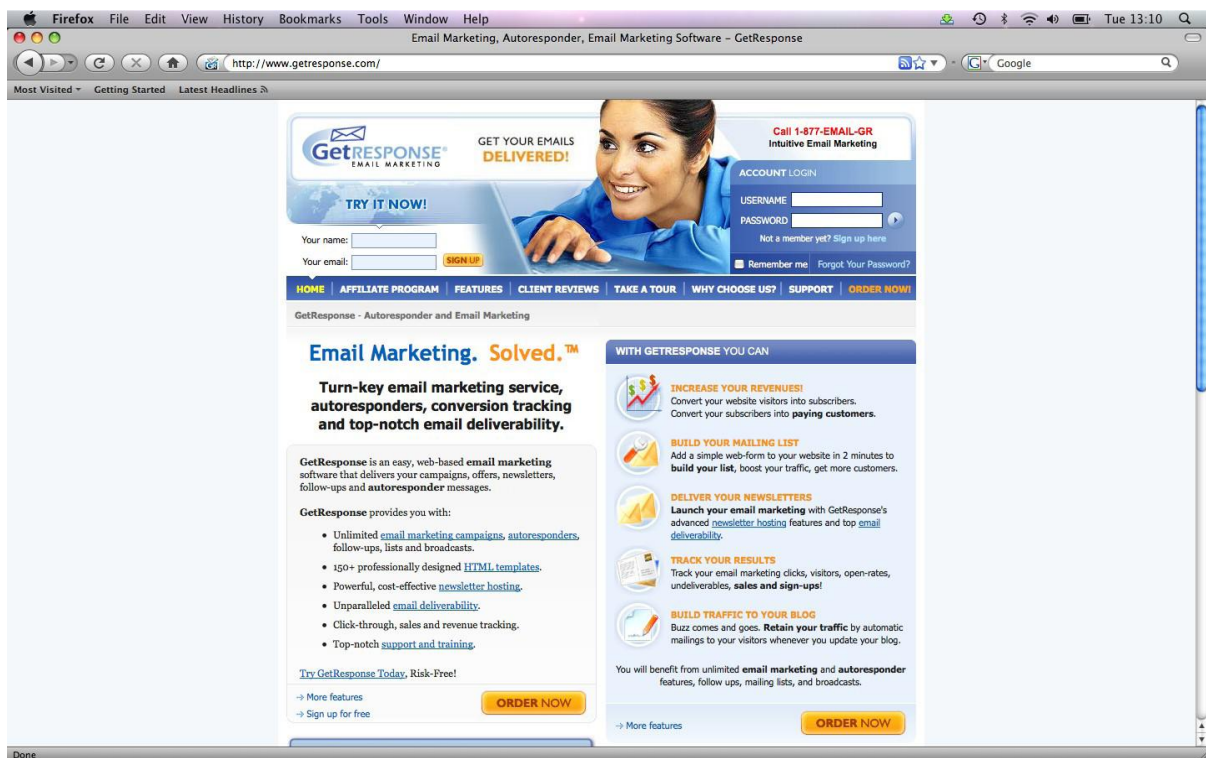 Firefox File Edit View History Bookmarks Tools Window Help
Tue 13:10
Email Marketing, Autoresponder, Email Marketing Software – GetResponse
http://www.getresponse.com/
G Google
Most Visited Getting Started Latest Headlines
GetRESPONSE®
EMAIL MARKETING
GET YOUR EMAILS
DELIVERED!
Call 1-877-EMAIL-GR
Intuitive Email Marketing
ACCOUNT LOGIN
USERNAME
PASSWORD
Not a member yet? Sign up here
Remember me Forgot Your Password?
TRY IT NOW!
Your name:
Your email:
SIGN UP
HOME | AFFILIATE PROGRAM | FEATURES | CLIENT REVIEWS | TAKE A TOUR | WHY CHOOSE US? | SUPPORT | ORDER NOW!
GetResponse - Autoresponder and Email Marketing
Email Marketing. Solved.™
Turn-key email marketing service,
autoresponders, conversion tracking
and top-notch email deliverability.
GetResponse is an easy, web-based email marketing
software that delivers your campaigns, offers, newsletters,
follow-ups and autoresponder messages.
GetResponse provides you with:
• Unlimited email marketing campaigns, autoresponders,
follow-ups, lists and broadcasts.
• 150+ professionally designed HTML templates.
• Powerful, cost-effective newsletter hosting.
• Unparalleled email deliverability.
• Click-through, sales and revenue tracking.
• Top-notch support and training.
Try GetResponse Today, Risk-Free!
→ More features
→ Sign up for free
ORDER NOW
WITH GETRESPONSE YOU CAN
$ $ $
INCREASE YOUR REVENUES!
Convert your website visitors into subscribers.
Convert your subscribers into paying customers.
BUILD YOUR MAILING LIST
Add a simple web-form to your website in 2 minutes to
build your list, boost your traffic, get more customers.
DELIVER YOUR NEWSLETTERS
Launch your email marketing with GetResponse's
advanced newsletter hosting features and top email
deliverability.
TRACK YOUR RESULTS
Track your email marketing clicks, visitors, open-rates,
undeliverables, sales and sign-ups!
BUILD TRAFFIC TO YOUR BLOG
Buzz comes and goes. Retain your traffic by automatic
mailings to your visitors whenever you update your blog.
You will benefit from unlimited email marketing and autoresponder
features, follow ups, mailing lists, and broadcasts.
→ More features
ORDER NOW
Done